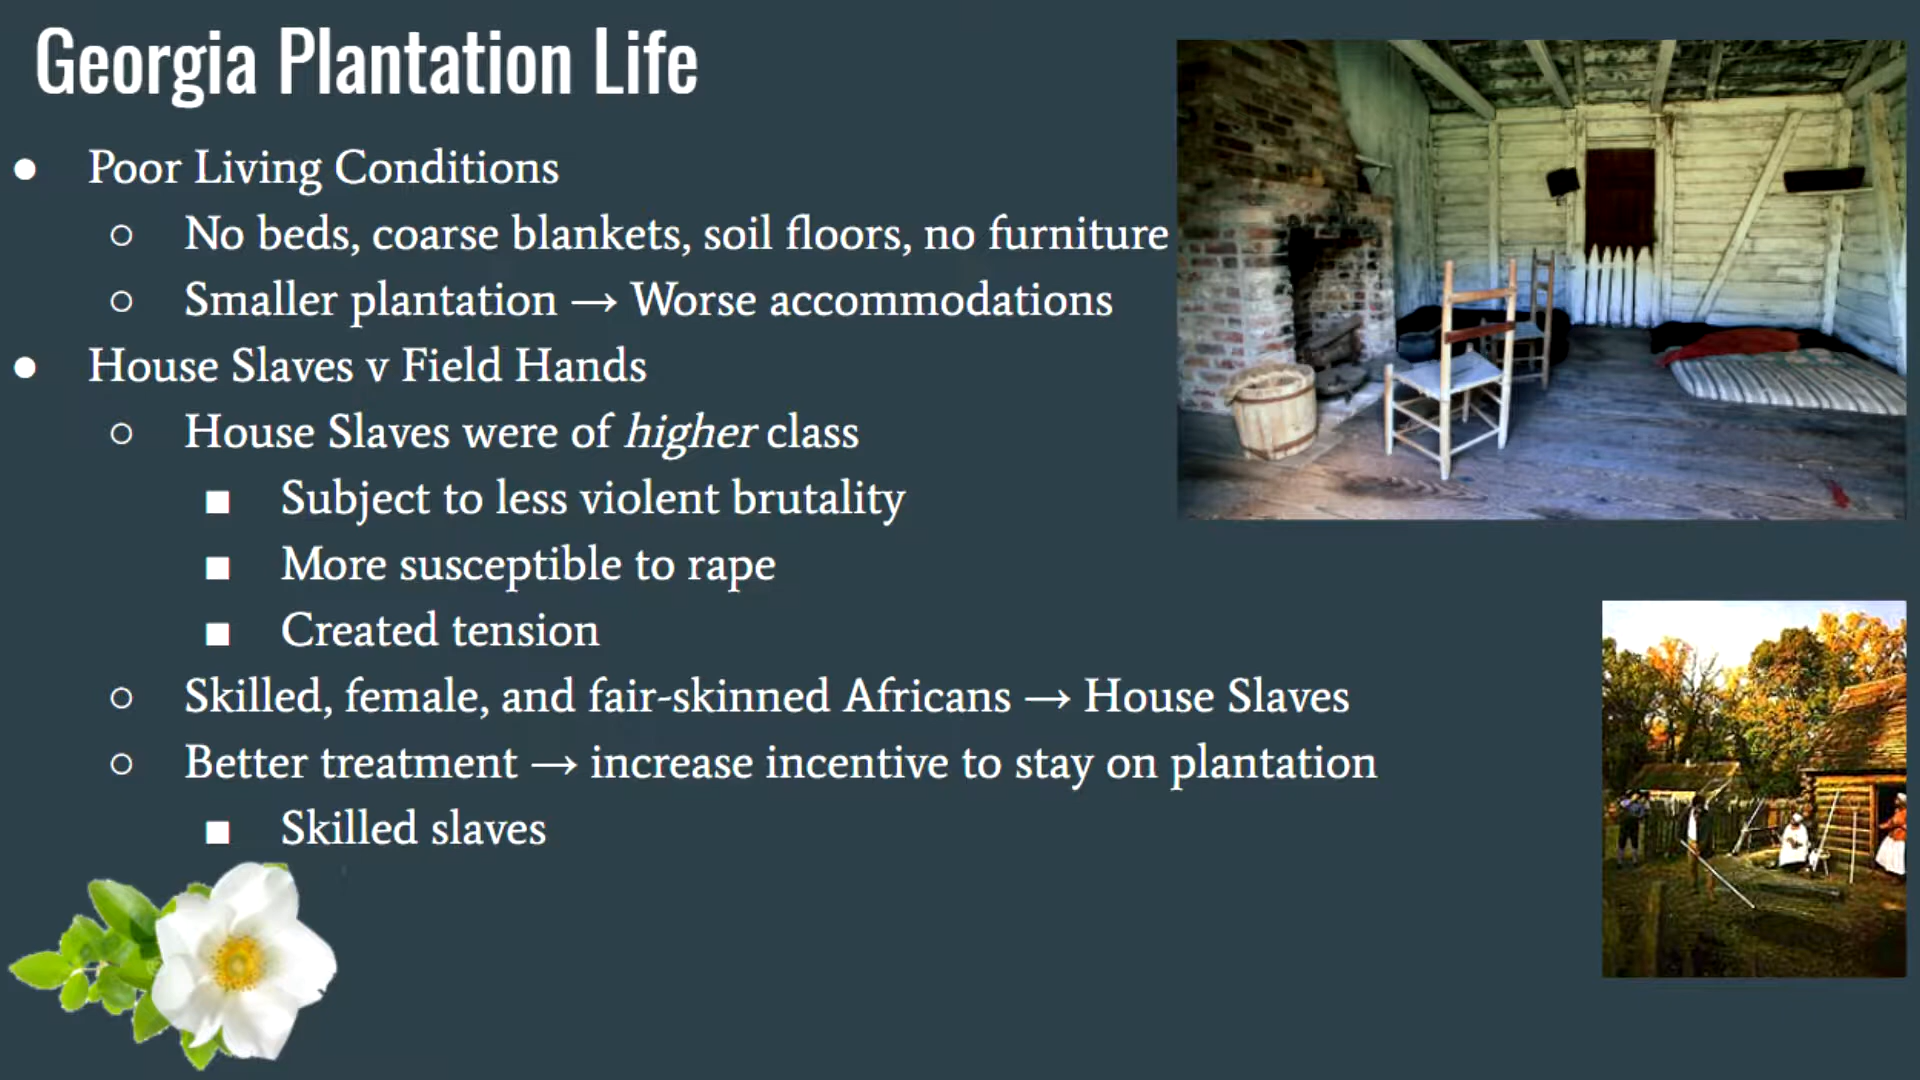 Georgia Plantation Life
● Poor Living Conditions
○ No beds, coarse blankets, soil floors, no furniture
○ Smaller plantation → Worse accommodations
● House Slaves v Field Hands
○ House Slaves were of higher class
■ Subject to less violent brutality
■ More susceptible to rape
■ Created tension
○ Skilled, female, and fair-skinned Africans → House Slaves
○ Better treatment → increase incentive to stay on plantation
■ Skilled slaves